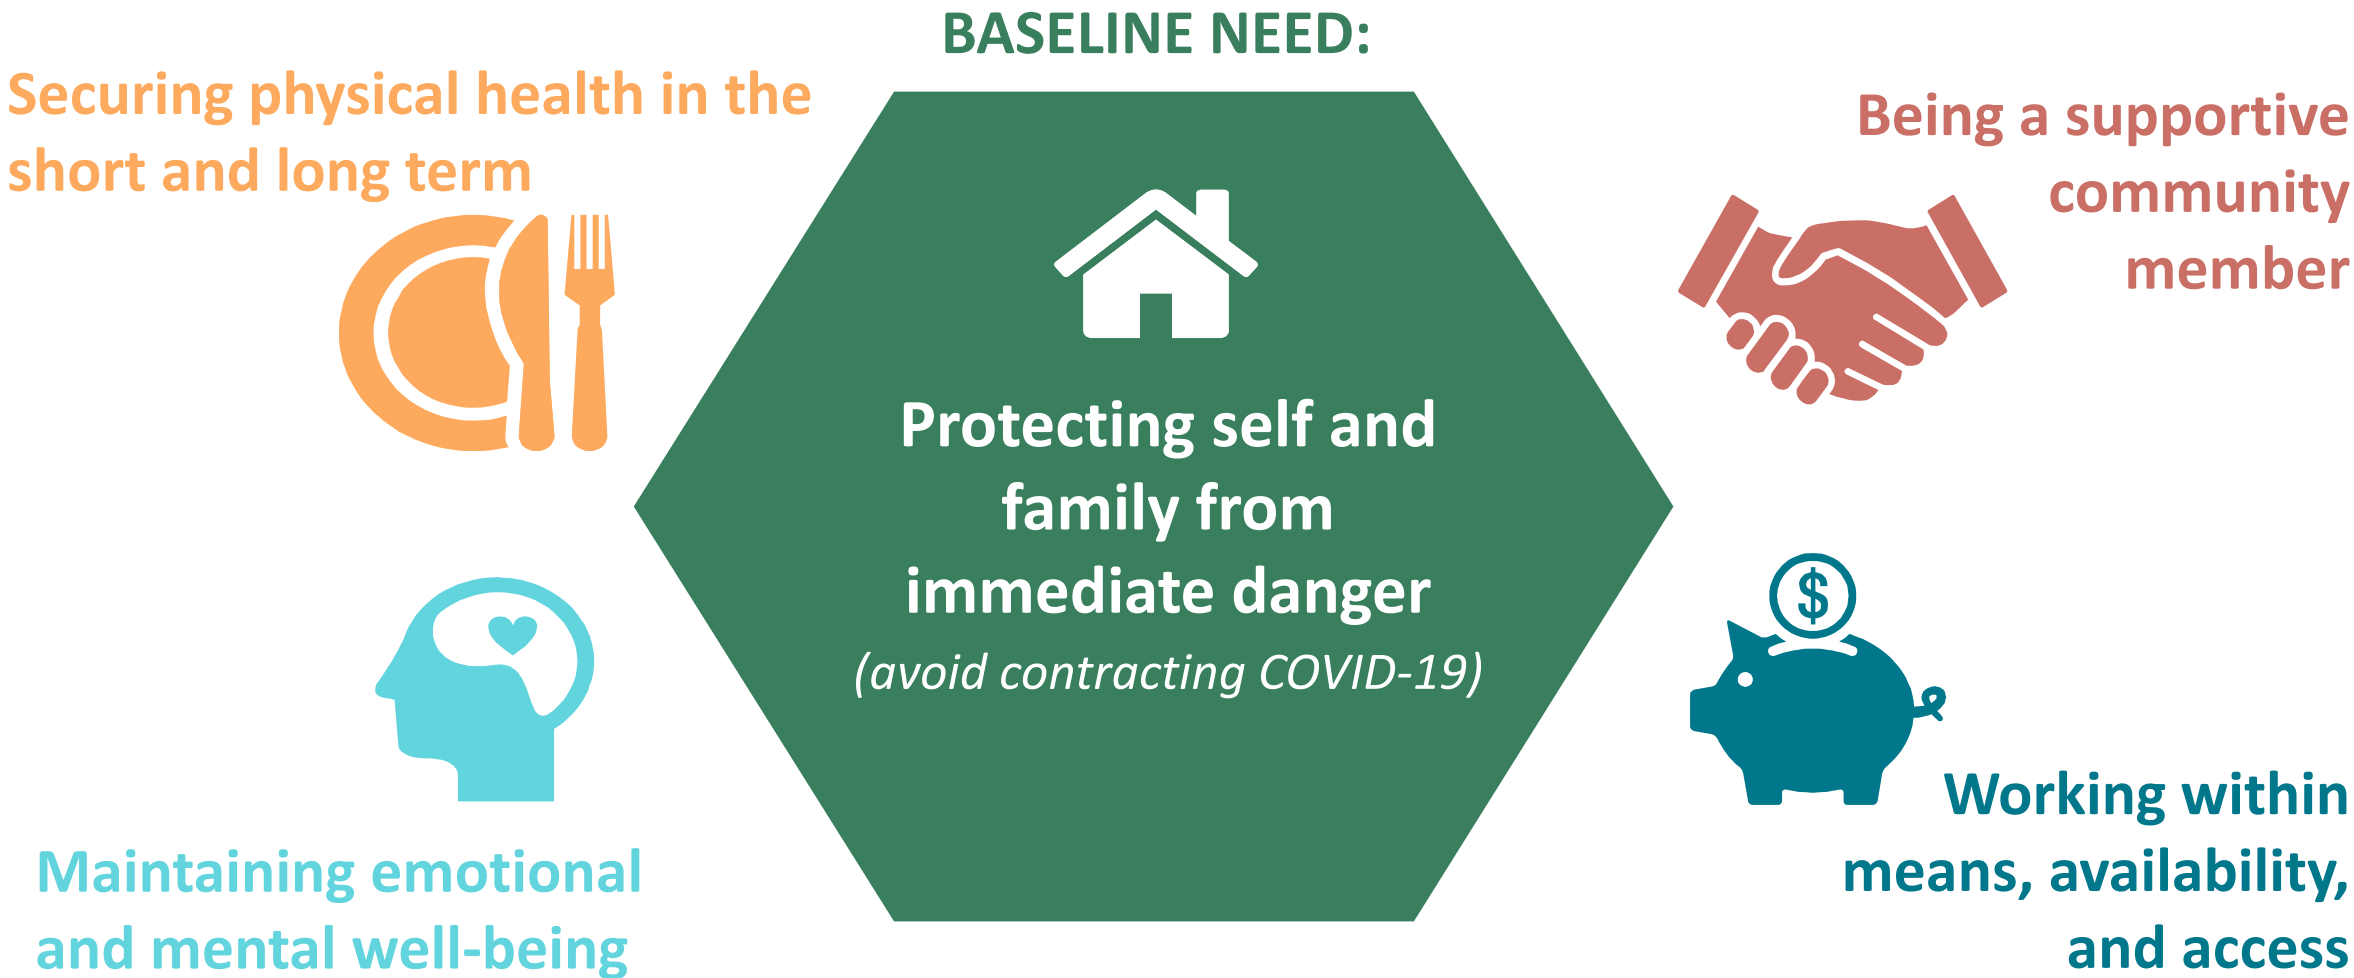 BASELINE NEED:
Securing physical health in the
short and long term
Being a supportive
community
member
$
Protecting self and
family from
immediate danger
(avoid contracting COVID-19)
Maintaining emotional
and mental well-being
Working within
means, availability,
and access